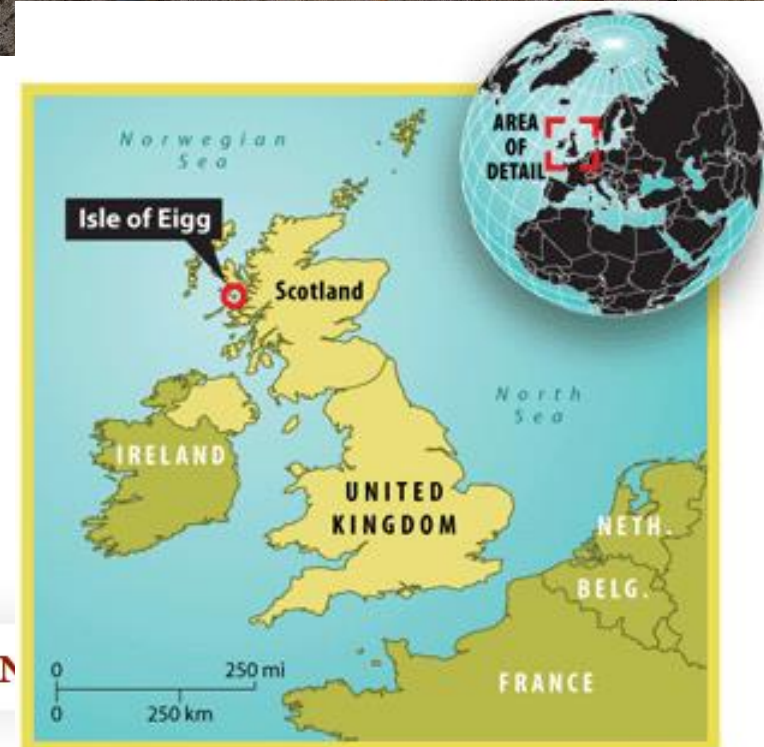 AREA
OF
DETAIL
Norwegian
Sea
Isle of Eigg
Scotland
North
Sea
IRELAND
UNITED
KINGDOM
NETH.
BELG.
FRANCE
0 250 mi
0 250 km
N